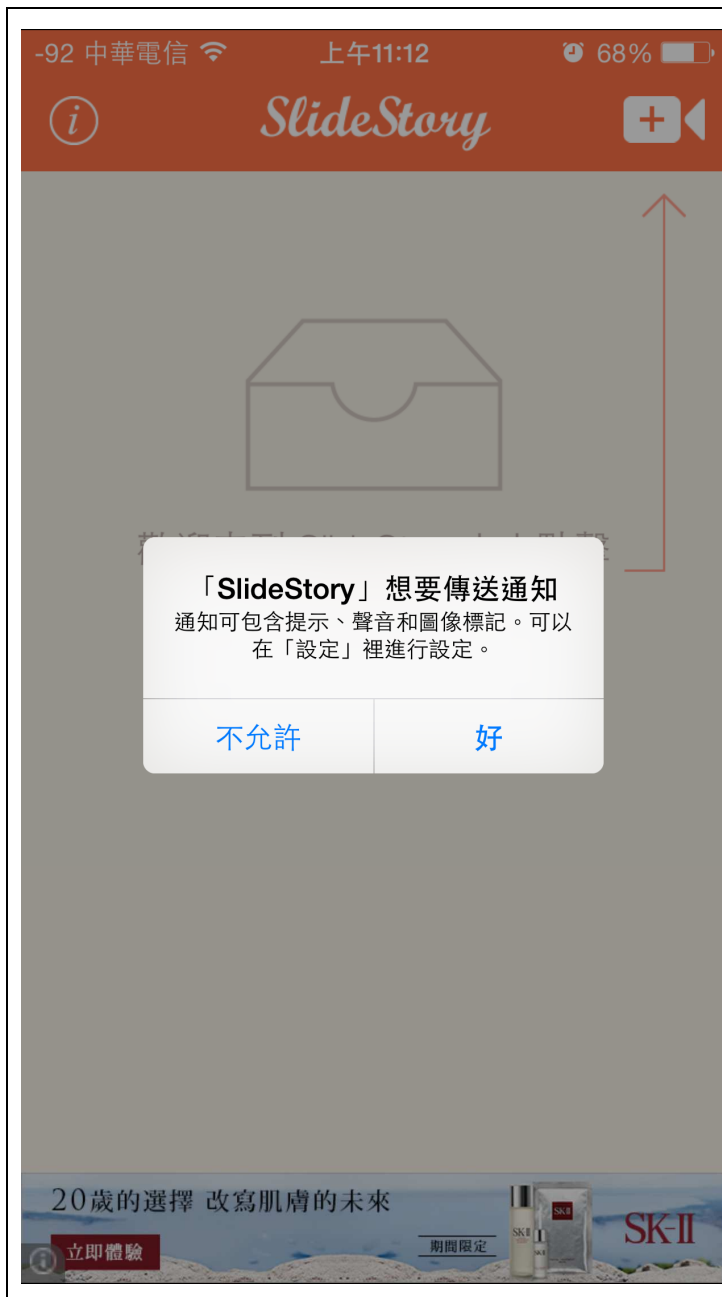 -92 中華電信 上午11:12 68%
SlideStory
「SlideStory」想要傳送通知
通知可包含提示、聲音和圖像標記。可以
在「設定」裡進行設定。
不允許 好
20歲的選擇 改寫肌膚的未來
立即體驗 期間限定 SK-II